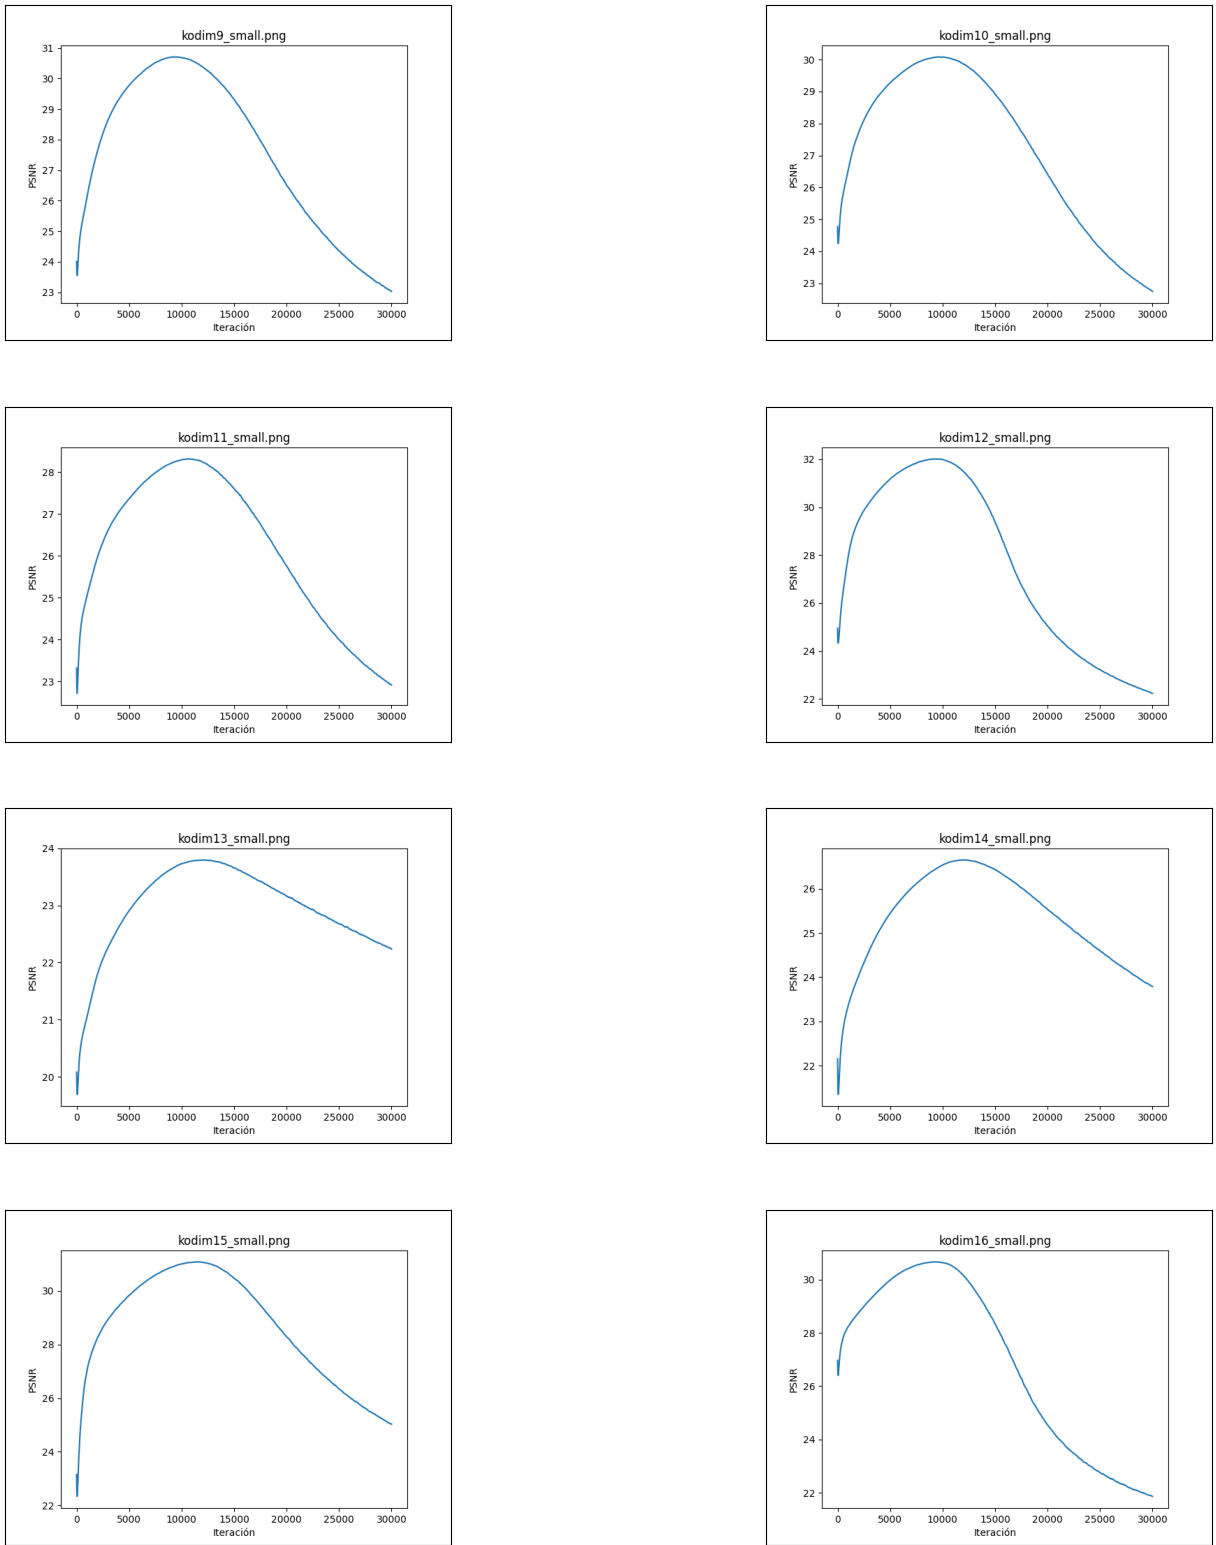 kodim9_small.png
31
30
29
28
27
26
25
24
23
PSNR
0 5000 10000 15000 20000 25000 30000
Iteración
kodim10_small.png
30
29
28
27
26
25
24
23
PSNR
0 5000 10000 15000 20000 25000 30000
Iteración
kodim11_small.png
28
27
26
25
24
23
PSNR
0 5000 10000 15000 20000 25000 30000
Iteración
kodim12_small.png
32
30
28
26
24
22
PSNR
0 5000 10000 15000 20000 25000 30000
Iteración
kodim13_small.png
24
23
22
21
20
PSNR
0 5000 10000 15000 20000 25000 30000
Iteración
kodim14_small.png
26
25
24
23
22
PSNR
0 5000 10000 15000 20000 25000 30000
Iteración
kodim15_small.png
30
28
26
24
22
PSNR
0 5000 10000 15000 20000 25000 30000
Iteración
kodim16_small.png
30
28
26
24
22
PSNR
0 5000 10000 15000 20000 25000 30000
Iteración